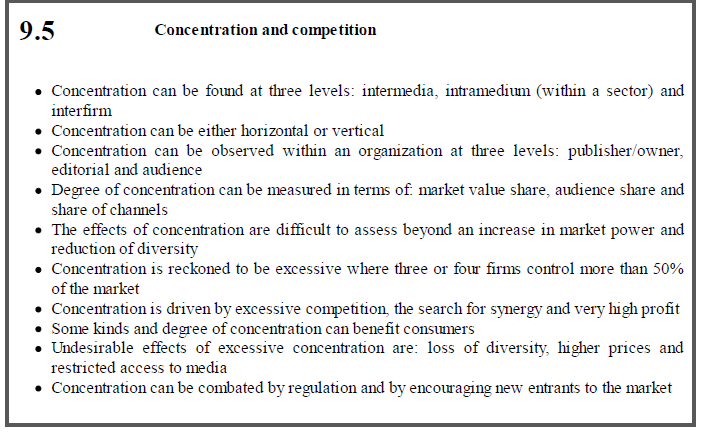 9.5 Concentration and competition
• Concentration can be found at three levels: intermedia, intramedium (within a sector) and
interfirm
• Concentration can be either horizontal or vertical
• Concentration can be observed within an organization at three levels: publisher/owner,
editorial and audience
• Degree of concentration can be measured in terms of: market value share, audience share and
share of channels
• The effects of concentration are difficult to assess beyond an increase in market power and
reduction of diversity
• Concentration is reckoned to be excessive where three or four firms control more than 50%
of the market
• Concentration is driven by excessive competition, the search for synergy and very high profit
• Some kinds and degree of concentration can benefit consumers
• Undesirable effects of excessive concentration are: loss of diversity, higher prices and
restricted access to media
• Concentration can be combated by regulation and by encouraging new entrants to the market